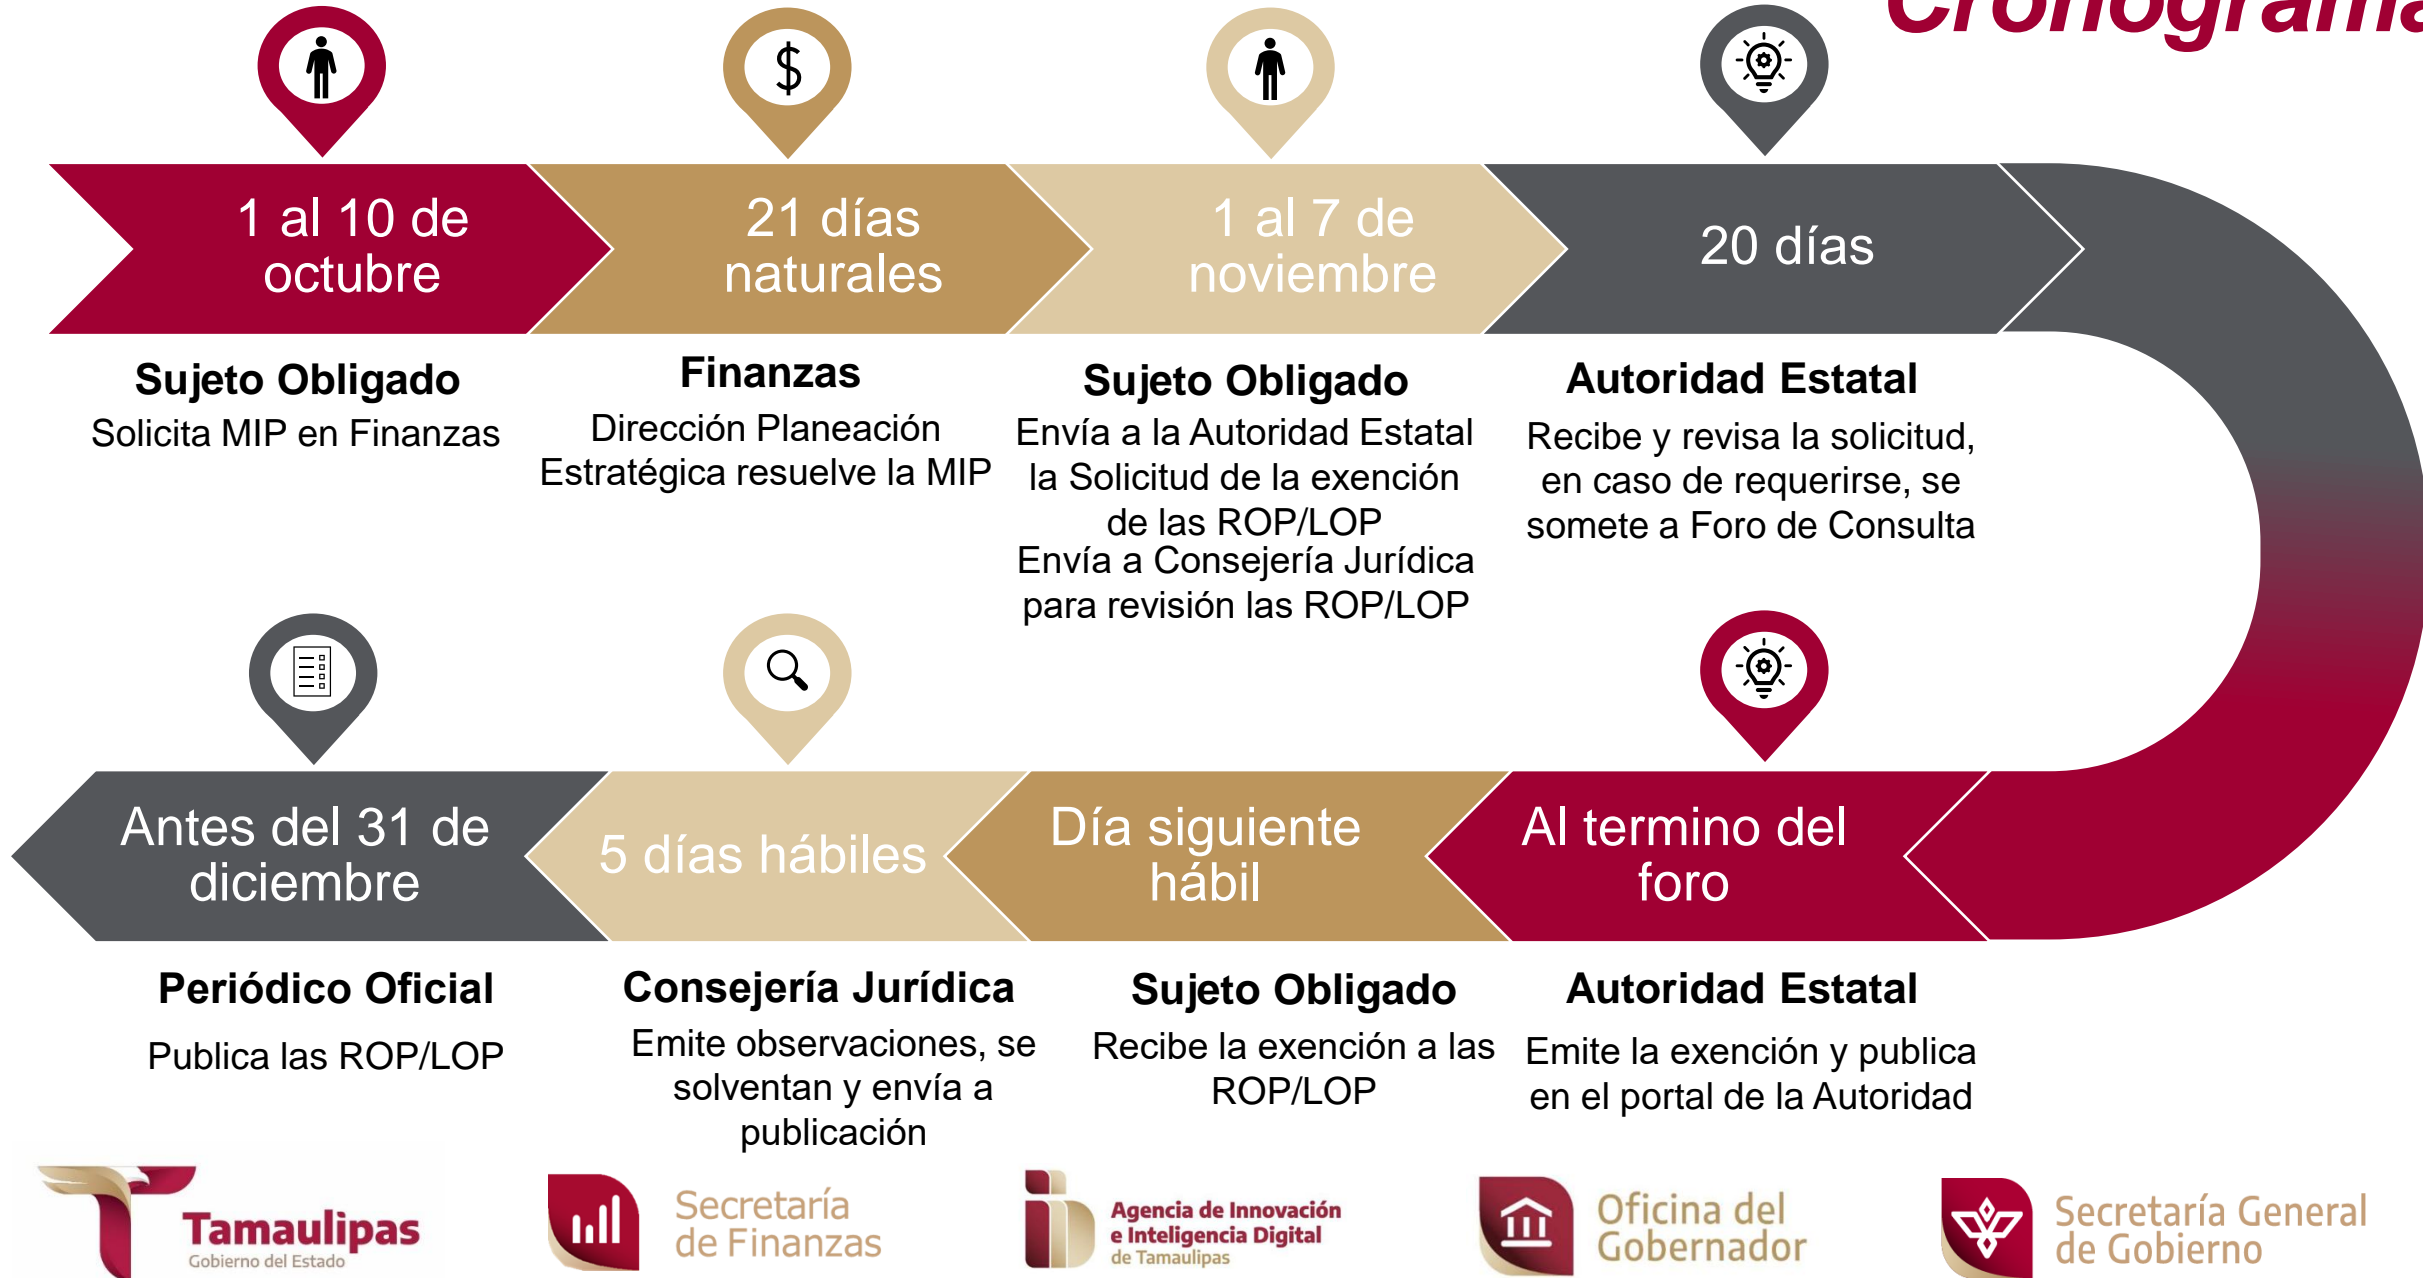 Cronograma
1 al 10 de
octubre
21 días
naturales
1 al 7 de
noviembre
20 días
Sujeto Obligado
Solicita MIP en Finanzas
Finanzas
Dirección Planeación
Estratégica resuelve la MIP
Sujeto Obligado
Envía a la Autoridad Estatal
la Solicitud de la exención
de las ROP/LOP
Envía a Consejería Jurídica
para revisión las ROP/LOP
Autoridad Estatal
Recibe y revisa la solicitud,
en caso de requerirse, se
somete a Foro de Consulta
Al termino del
foro
Día siguiente
hábil
5 días hábiles
Antes del 31 de
diciembre
Autoridad Estatal
Emite la exención y publica
en el portal de la Autoridad
Sujeto Obligado
Recibe la exención a las
ROP/LOP
Consejería Jurídica
Emite observaciones, se
solventan y envía a
publicación
Periódico Oficial
Publica las ROP/LOP
Tamaulipas
Gobierno del Estado
Secretaría
de Finanzas
Agencia de Innovación
e Inteligencia Digital
de Tamaulipas
Oficina del
Gobernador
Secretaría General
de Gobierno